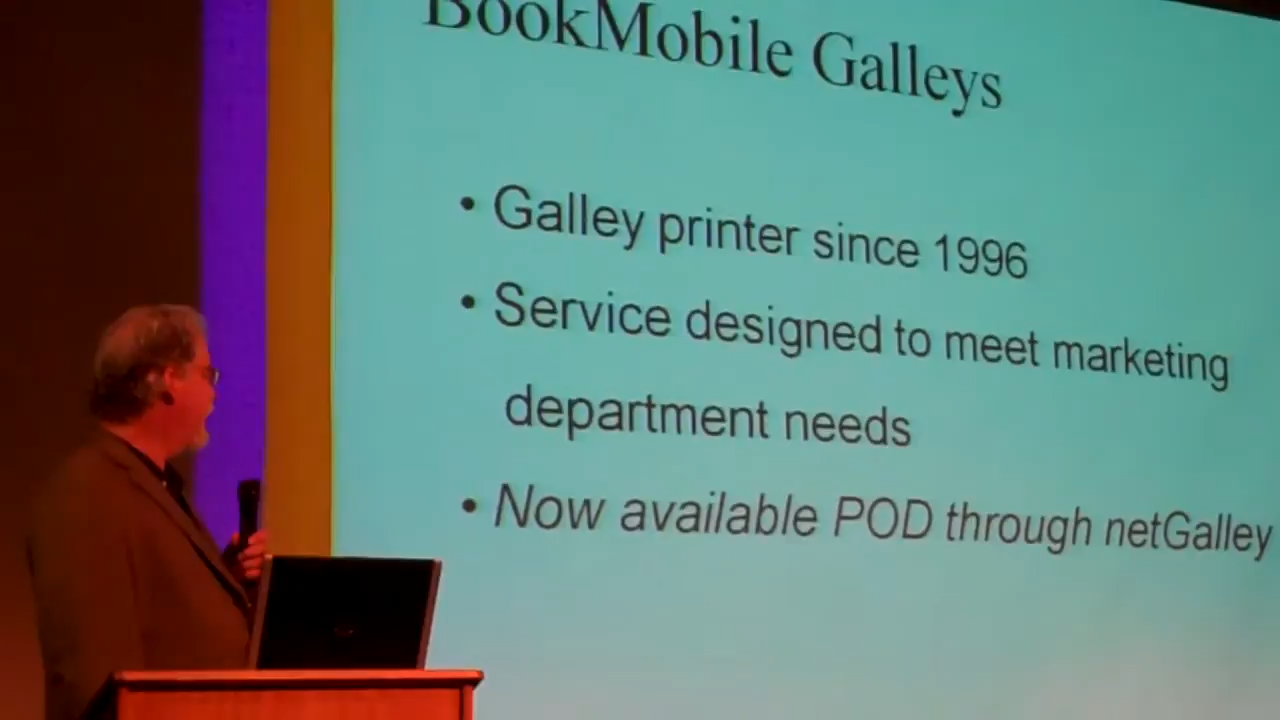 BookMobile Galleys
• Galley printer since 1996
• Service designed to meet marketing
department needs
• Now available POD through netGalley